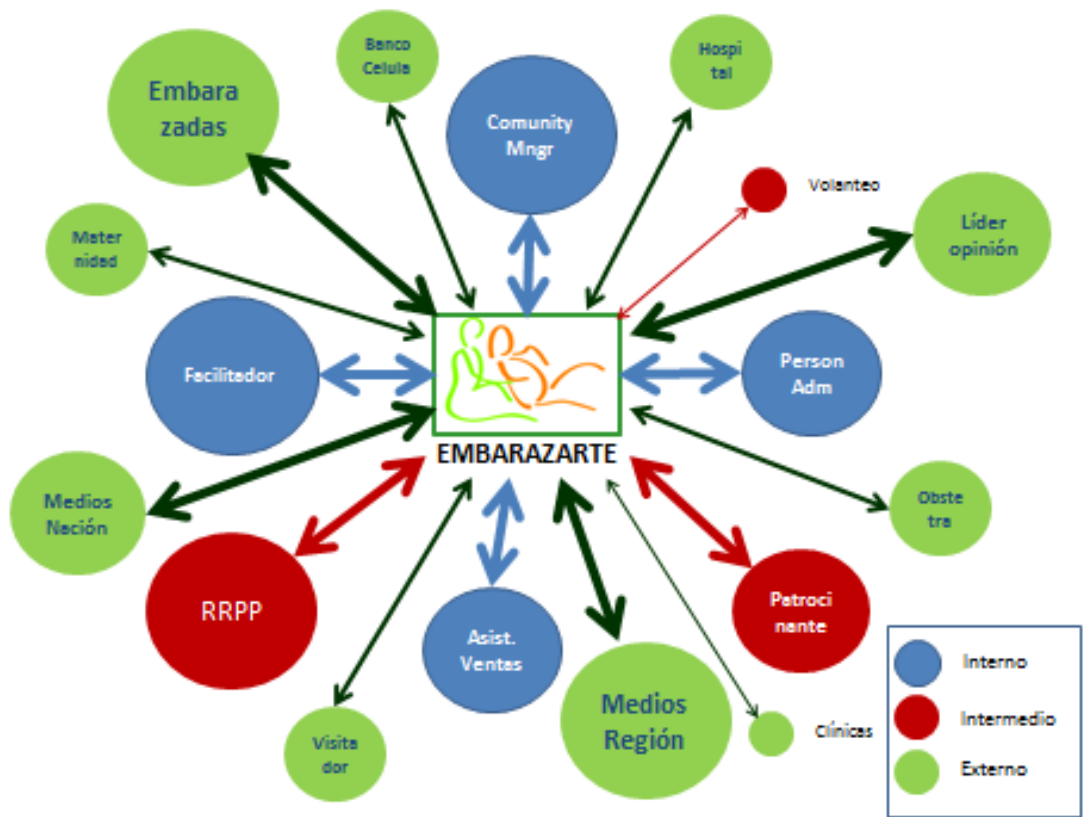 Embara
zadas
Banco
Celula
Comunity
Mngr
Hospi
tal
Volanteo
Líder
opinión
Mater
nidad
Facilitador
Person
Adm
EMBARAZARTE
Medios
Nación
Obste
tra
RRPP
Patroci
nante
Asist.
Ventas
Medios
Región
Visita
dor
Clínicas
Interno
Intermedio
Externo